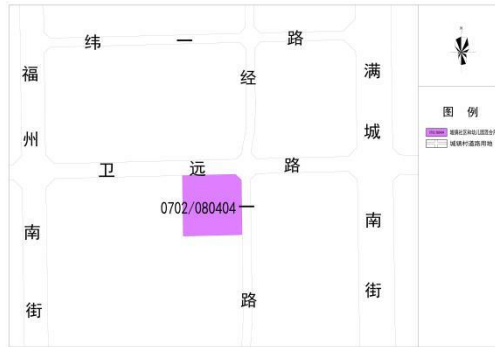 纬一路
福州南街
经一路
满城南街
卫远路
0702/080404
图 例
城镇村道路用地